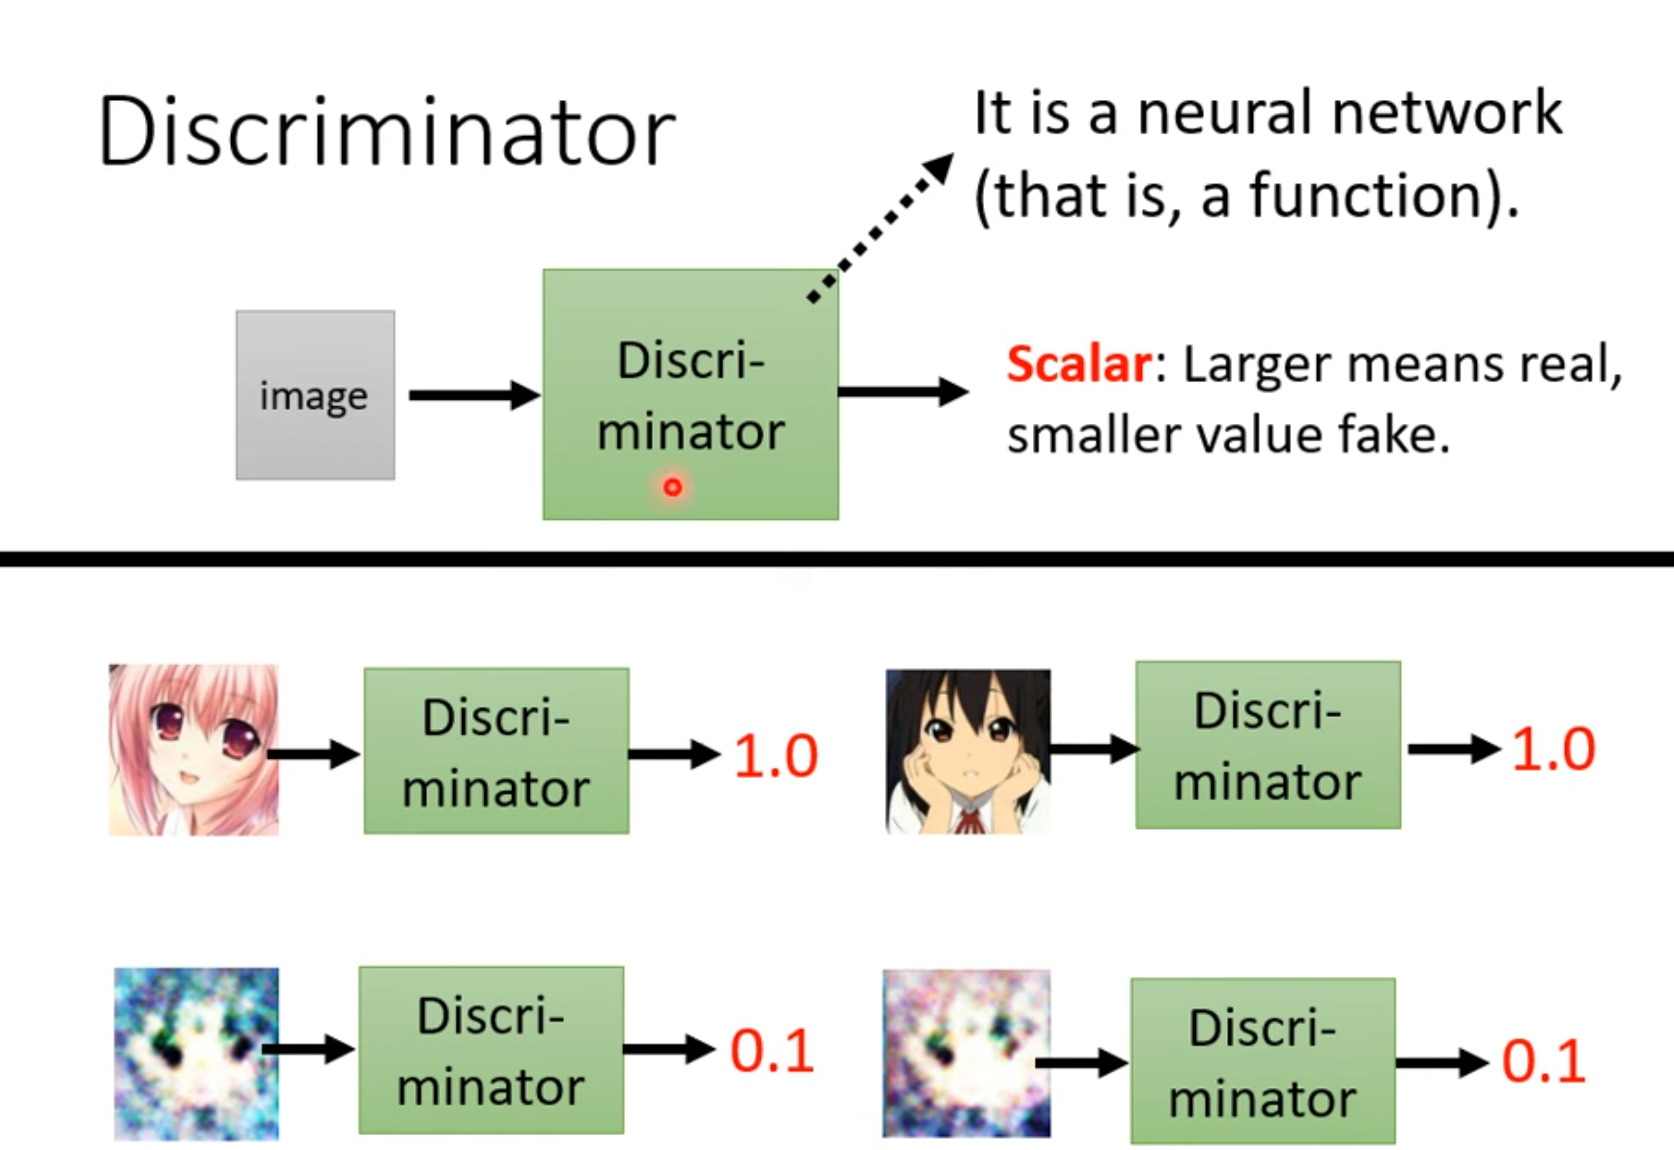 Discriminator
It is a neural network
(that is, a function).
image
Discri-
minator
Scalar: Larger means real,
smaller value fake.
Discri-
minator
1.0
Discri-
minator
1.0
Discri-
minator
0.1
Discri-
minator
0.1